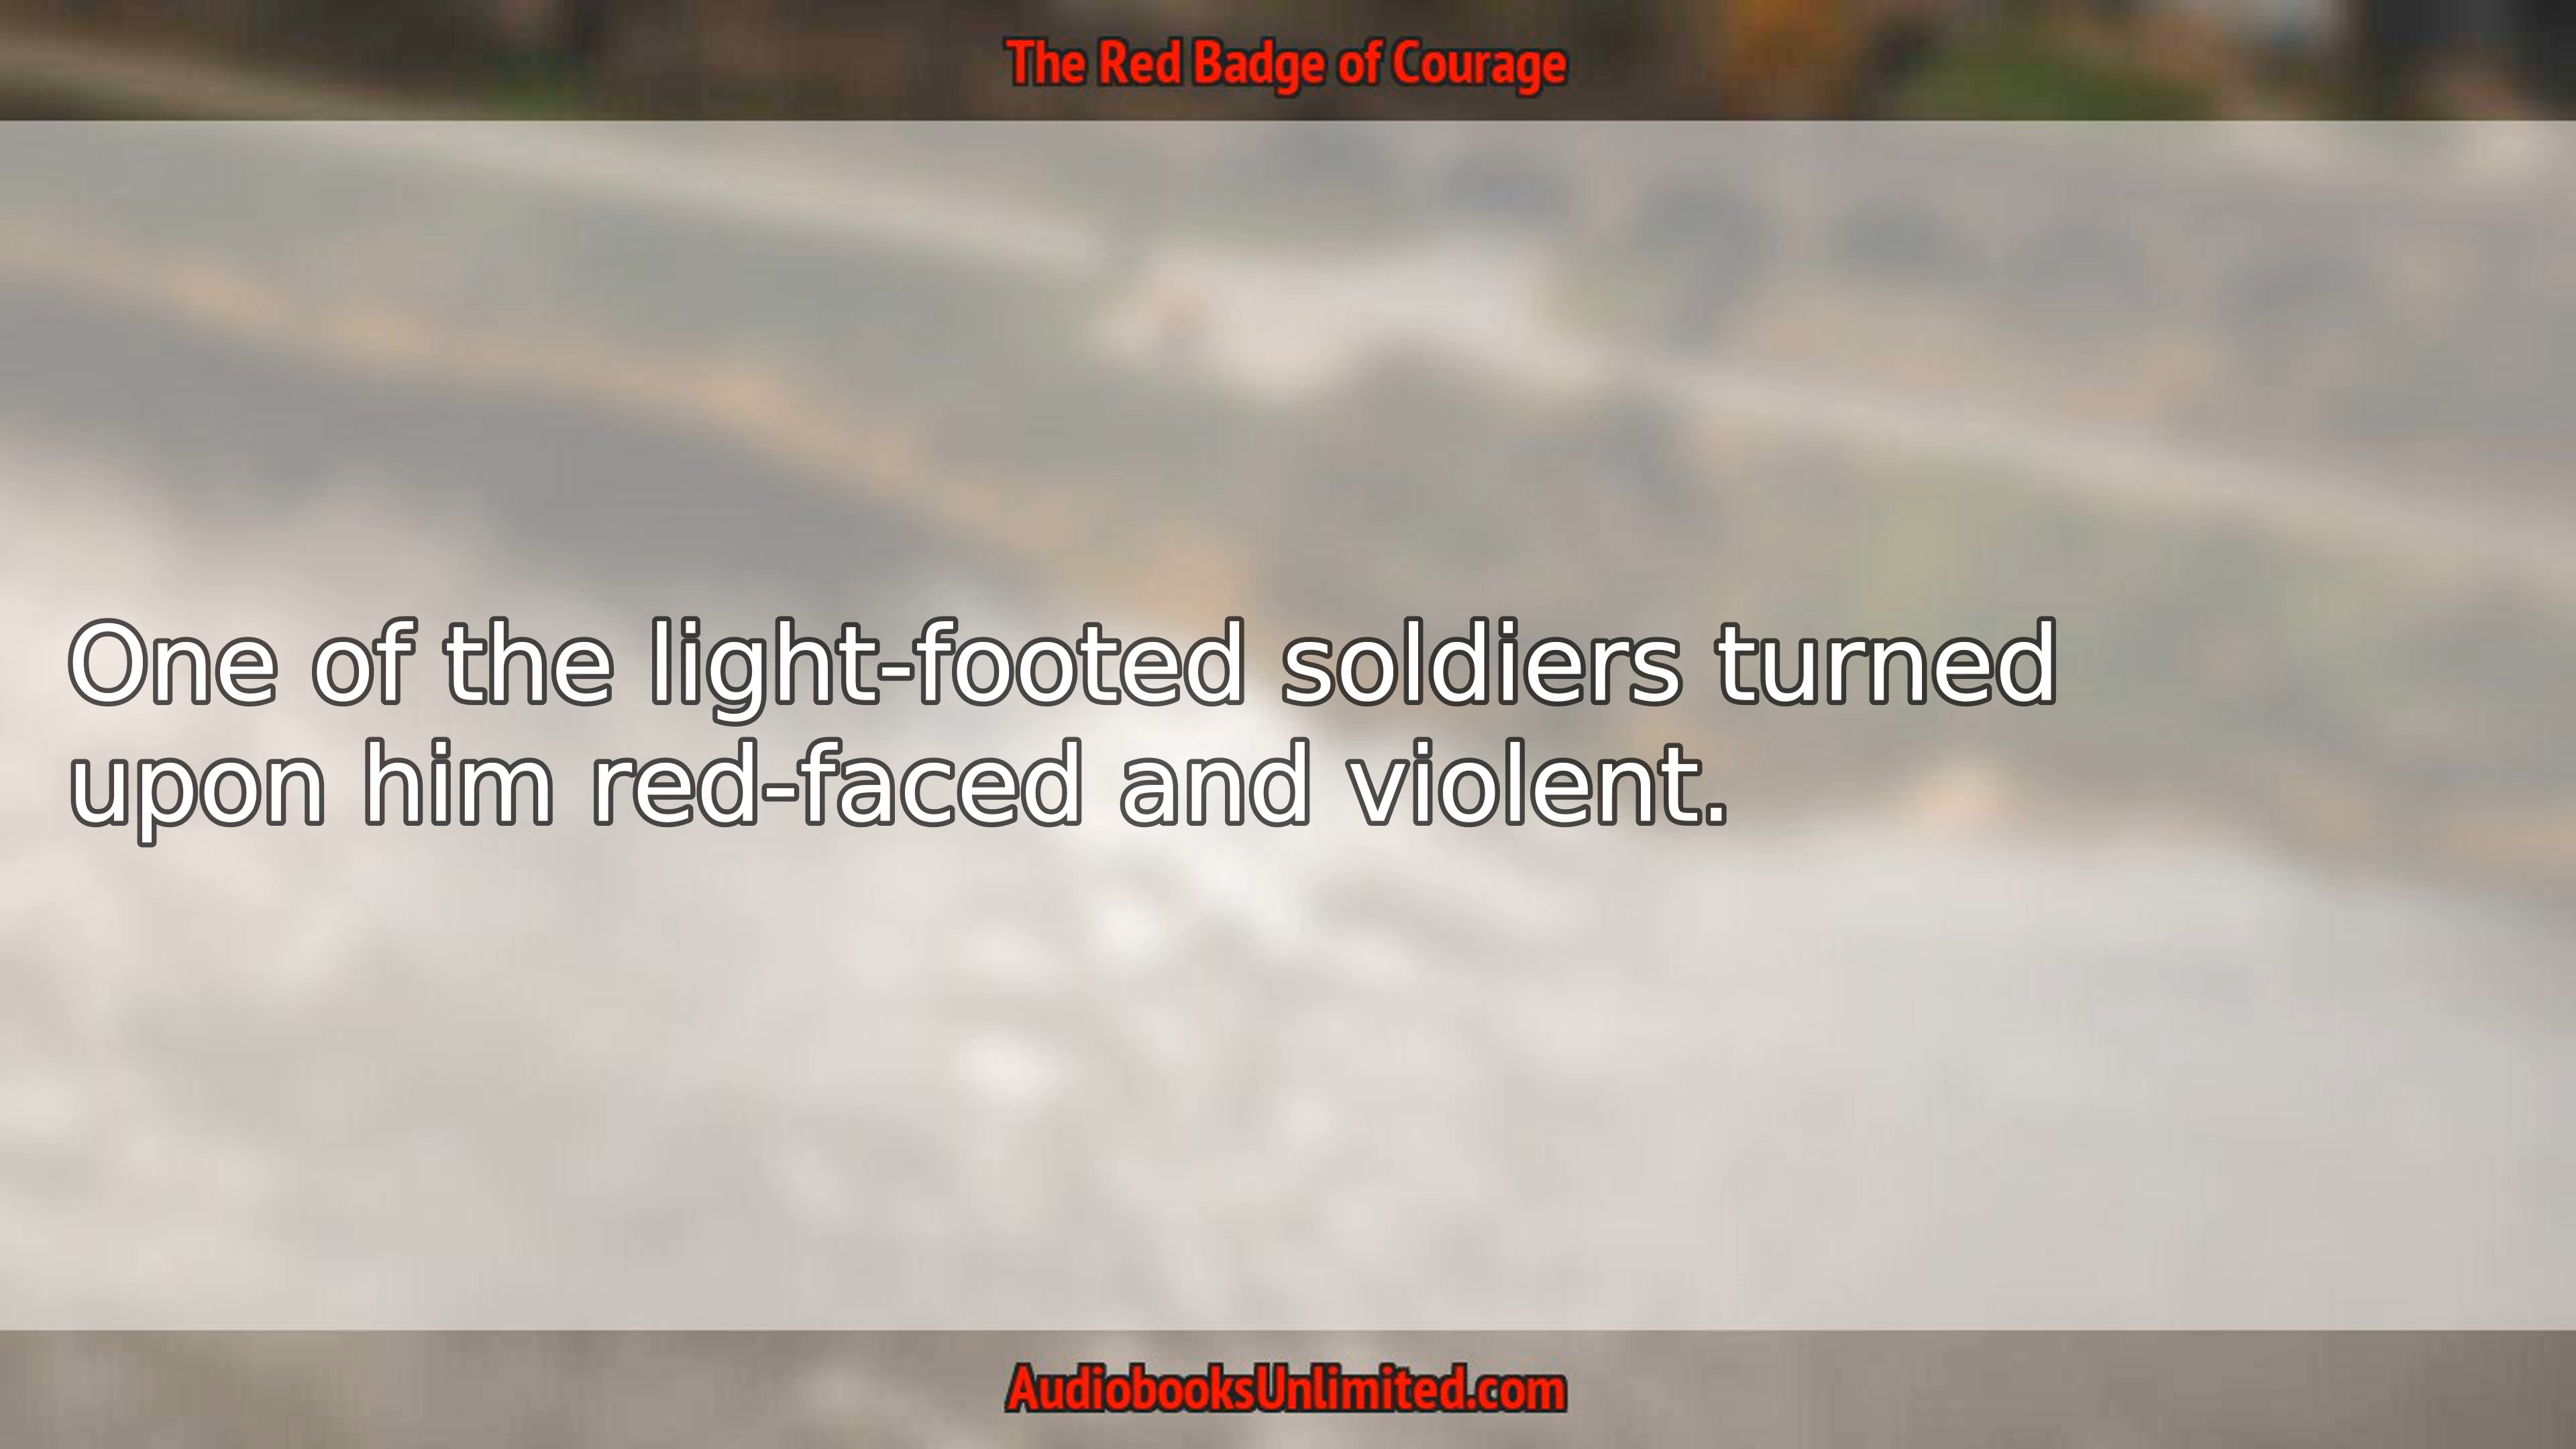 The Red Badge of Courage
One of the light-footed soldiers turned
upon him red-faced and violent.
AudiobooksUnlimited.com